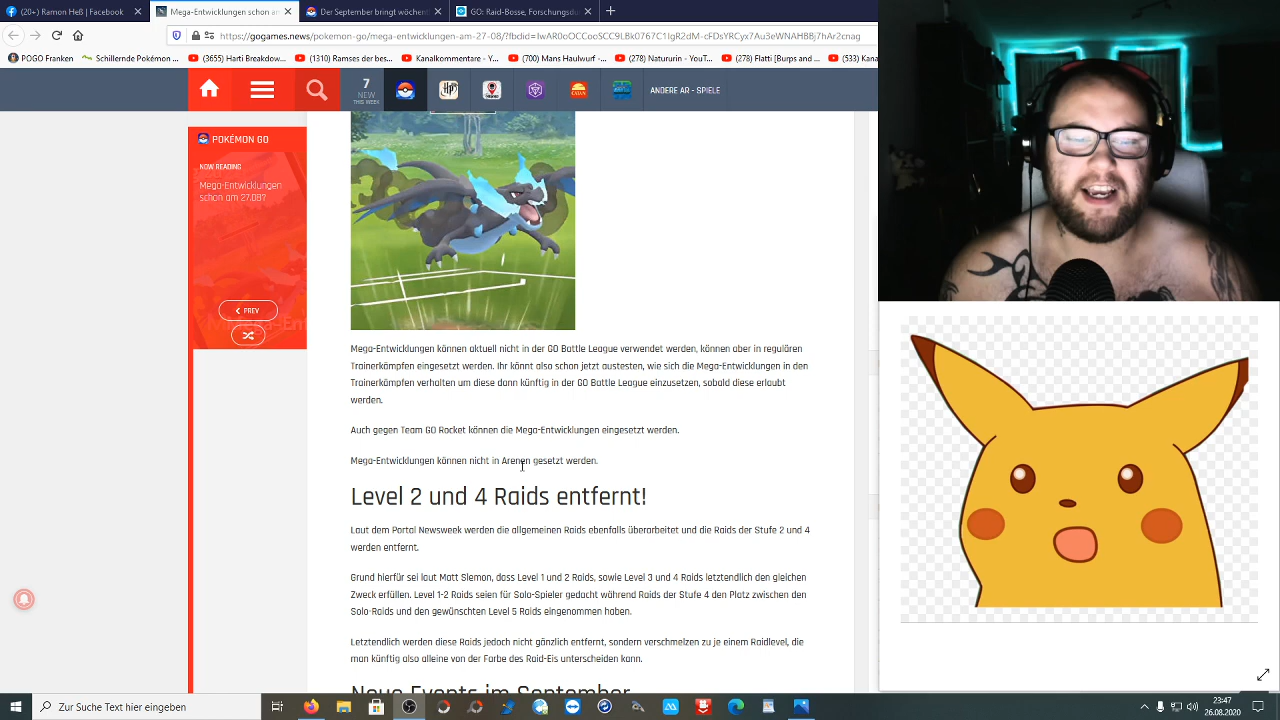 (20+) Ramon Heß | Facebook
Mega-Entwicklungen schon an
Der September bringt wöchent
GO: Raid-Bosse, Forschungsdu
https://gogames.news/pokemon-go/mega-entwicklungen-27-08/?fbclid=IwAR0oOCCooSCC9LBk0767C1IgR2dM-cFDsYRCyx7Au3eWNAHBBj7hAr2cnag
POGO Franken
Schillernde Pokémon ...
(3655) Harti Brokdown...
(1310) Ramses der bes...
Kanalkommentare - Y...
(700) Mans Haulwurf - ...
(278) Natururin - YouT...
(278) Flatti [Burps and ...
(533) Kana
7
NEW
THIS WEEK
ANDERE AR - SPIELE
POKÉMON GO
NOW READING
Mega-Entwicklungen
schon am 27.08?
PREV
Mega-Entwicklungen können aktuell nicht in der GO Battle League verwendet werden, können aber in regulären
Trainerkämpfen eingesetzt werden. Ihr könnt also schon jetzt austesten, wie sich die Mega-Entwicklungen in den
Trainerkämpfen verhalten um diese dann künftig in der GO Battle League einzusetzen, sobald diese erlaubt
werden.
Auch gegen Team GO Rocket können die Mega-Entwicklungen eingesetzt werden.
Mega-Entwicklungen können nicht in Arenen gesetzt werden.
Level 2 und 4 Raids entfernt!
Laut dem Portal Newsweek werden die allgemeinen Raids ebenfalls überarbeitet und die Raids der Stufe 2 und 4
werden entfernt.
Grund hierfür sei laut Matt Slemon, dass Level 1 und 2 Raids, sowie Level 3 und 4 Raids letztendlich den gleichen
Zweck erfüllen. Level 1-2 Raids seien für Solo-Spieler gedacht während Raids der Stufe 4 den Platz zwischen den
Solo-Raids und den gewünschten Level 5 Raids eingenommen haben.
Letztendlich werden diese Raids jedoch nicht gänzlich entfernt, sondern verschmelzen zu je einem Raidlevel, die
man künftig also alleine von der Farbe des Raid-Eis unterscheiden kann.
Neue Events im September
Zur Suche Text hier eingeben
23:47
26.08.2020